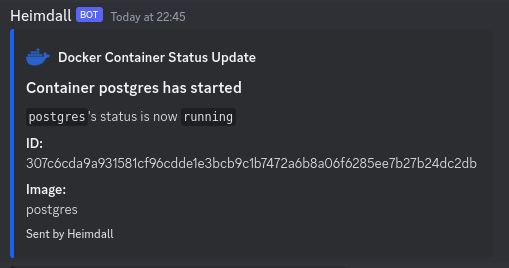 Heimdall BOT Today at 22:45
Docker Container Status Update
Container postgres has started
postgres's status is now running
ID:
307c6cda9a931581cf96cdde1e3bcb9c1b7472a6b8a06f6285ee7b27b24dc2db
Image:
postgres
Sent by Heimdall